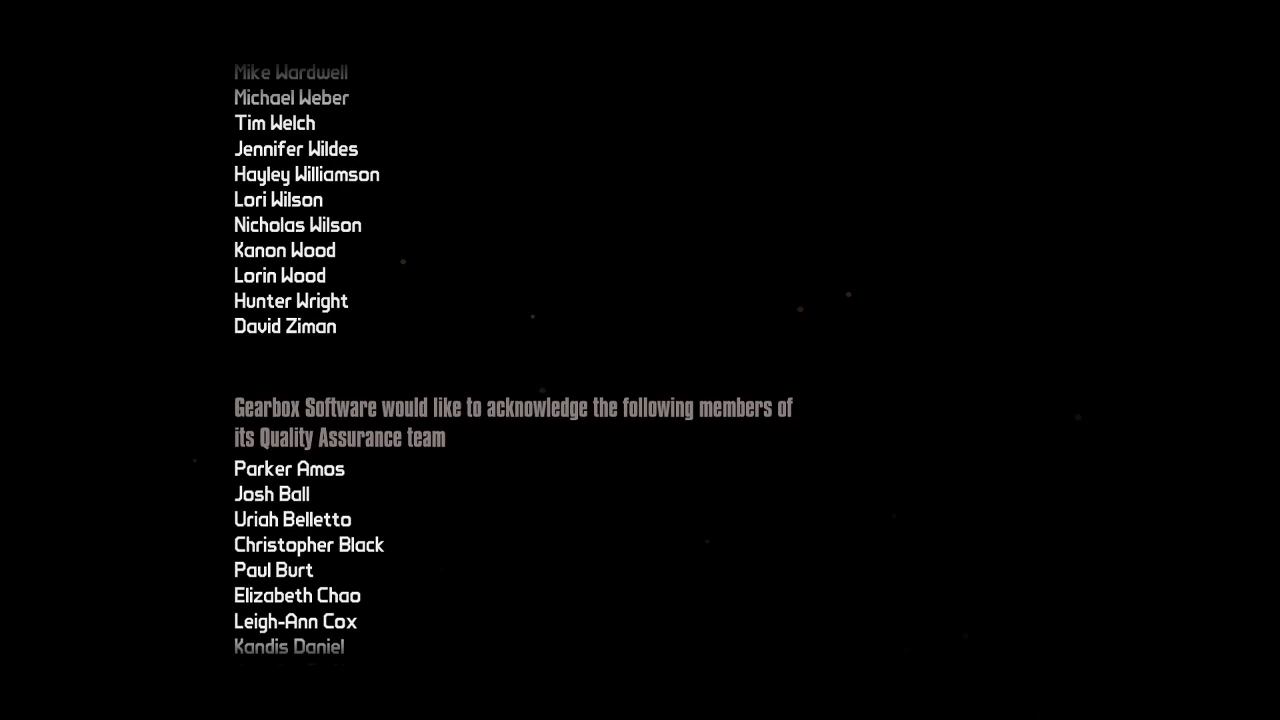 Mike Wardwell
Michael Weber
Tim Welch
Jennifer Wildes
Hayley Williamson
Lori Wilson
Nicholas Wilson
Kanon Wood
Lorin Wood
Hunter Wright
David Ziman
Gearbox Software would like to acknowledge the following members of
its Quality Assurance team
Parker Amos
Josh Ball
Uriah Belletto
Christopher Black
Paul Burt
Elizabeth Chao
Leigh-Ann Cox
Kandis Daniel